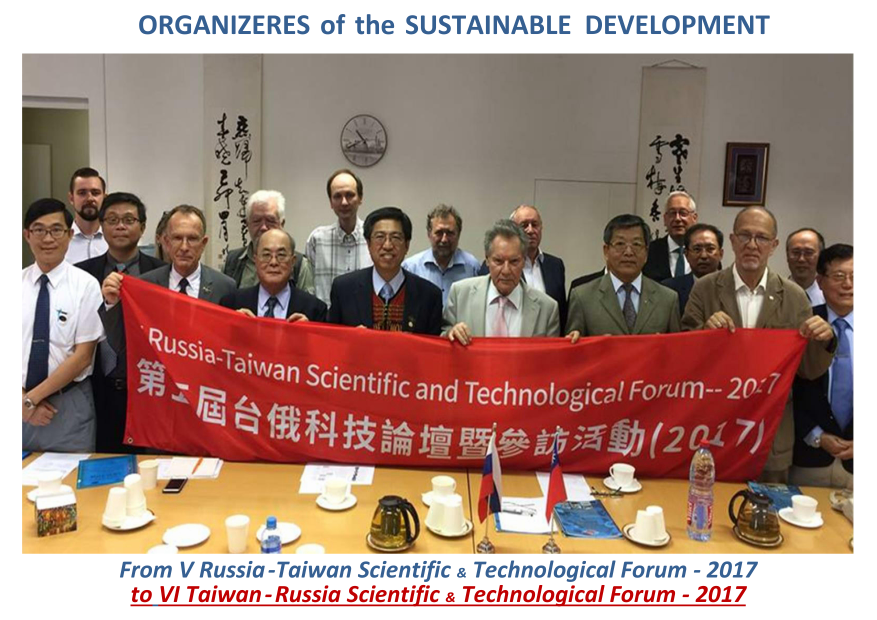 ORGANIZERES of the SUSTAINABLE DEVELOPMENT
Russia-Taiwan Scientific and Technological Forum-- 2017
第 屆台俄科技論壇暨參訪活動(2017)
From V Russia-Taiwan Scientific & Technological Forum - 2017
to VI Taiwan-Russia Scientific & Technological Forum - 2017